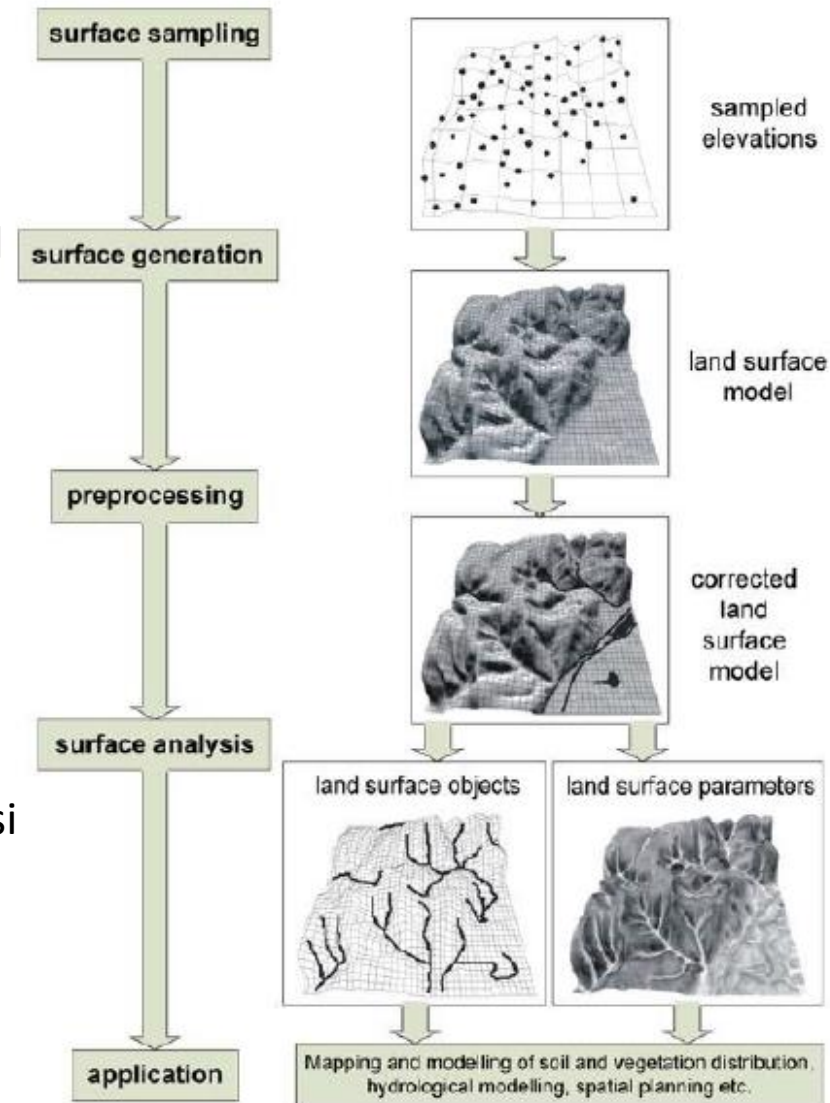 surface sampling
sampled
elevations
surface generation
land surface
model
preprocessing
corrected
land
surface
model
surface analysis
si
land surface objects
land surface parameters
application
Mapping and modelling of soil and vegetation distribution,
hydrological modelling, spatial planning etc.